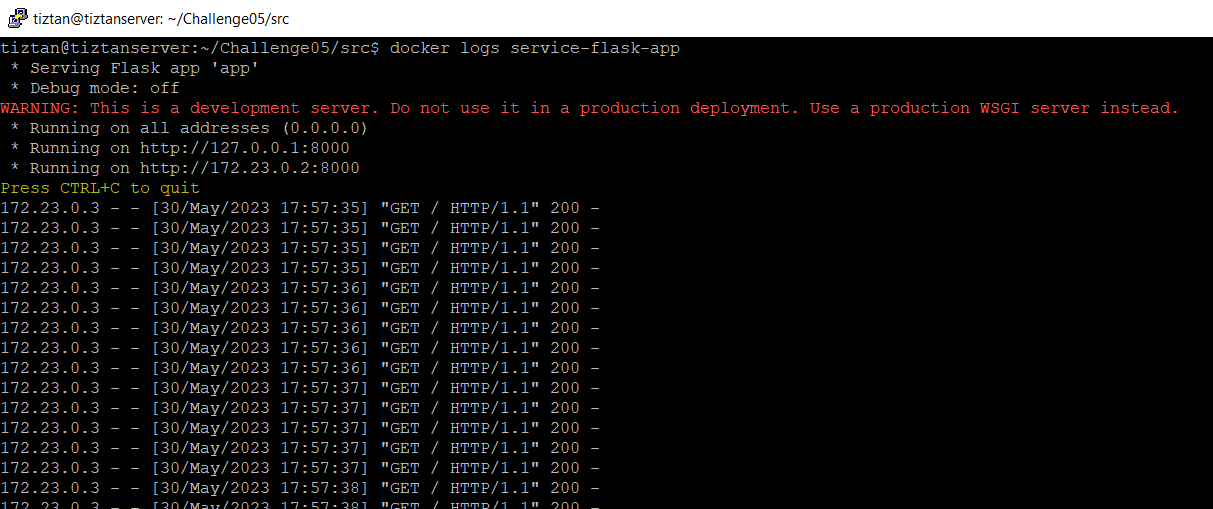 tiztan@tiztanserver: ~/Challenge05/src
tiztan@tiztanserver:~/Challenge05/src$ docker logs service-flask-app
 * Serving Flask app 'app'
 * Debug mode: off
WARNING: This is a development server. Do not use it in a production deployment. Use a production WSGI server instead.
 * Running on all addresses (0.0.0.0)
 * Running on http://127.0.0.1:8000
 * Running on http://172.23.0.2:8000
Press CTRL+C to quit
172.23.0.3 - - [30/May/2023 17:57:35] "GET / HTTP/1.1" 200 -
172.23.0.3 - - [30/May/2023 17:57:35] "GET / HTTP/1.1" 200 -
172.23.0.3 - - [30/May/2023 17:57:35] "GET / HTTP/1.1" 200 -
172.23.0.3 - - [30/May/2023 17:57:35] "GET / HTTP/1.1" 200 -
172.23.0.3 - - [30/May/2023 17:57:36] "GET / HTTP/1.1" 200 -
172.23.0.3 - - [30/May/2023 17:57:36] "GET / HTTP/1.1" 200 -
172.23.0.3 - - [30/May/2023 17:57:36] "GET / HTTP/1.1" 200 -
172.23.0.3 - - [30/May/2023 17:57:36] "GET / HTTP/1.1" 200 -
172.23.0.3 - - [30/May/2023 17:57:36] "GET / HTTP/1.1" 200 -
172.23.0.3 - - [30/May/2023 17:57:37] "GET / HTTP/1.1" 200 -
172.23.0.3 - - [30/May/2023 17:57:37] "GET / HTTP/1.1" 200 -
172.23.0.3 - - [30/May/2023 17:57:37] "GET / HTTP/1.1" 200 -
172.23.0.3 - - [30/May/2023 17:57:37] "GET / HTTP/1.1" 200 -
172.23.0.3 - - [30/May/2023 17:57:37] "GET / HTTP/1.1" 200 -
172.23.0.3 - - [30/May/2023 17:57:38] "GET / HTTP/1.1" 200 -
172.23.0.3 - - [30/May/2023 17:57:38] "GET / HTTP/1.1" 200 -